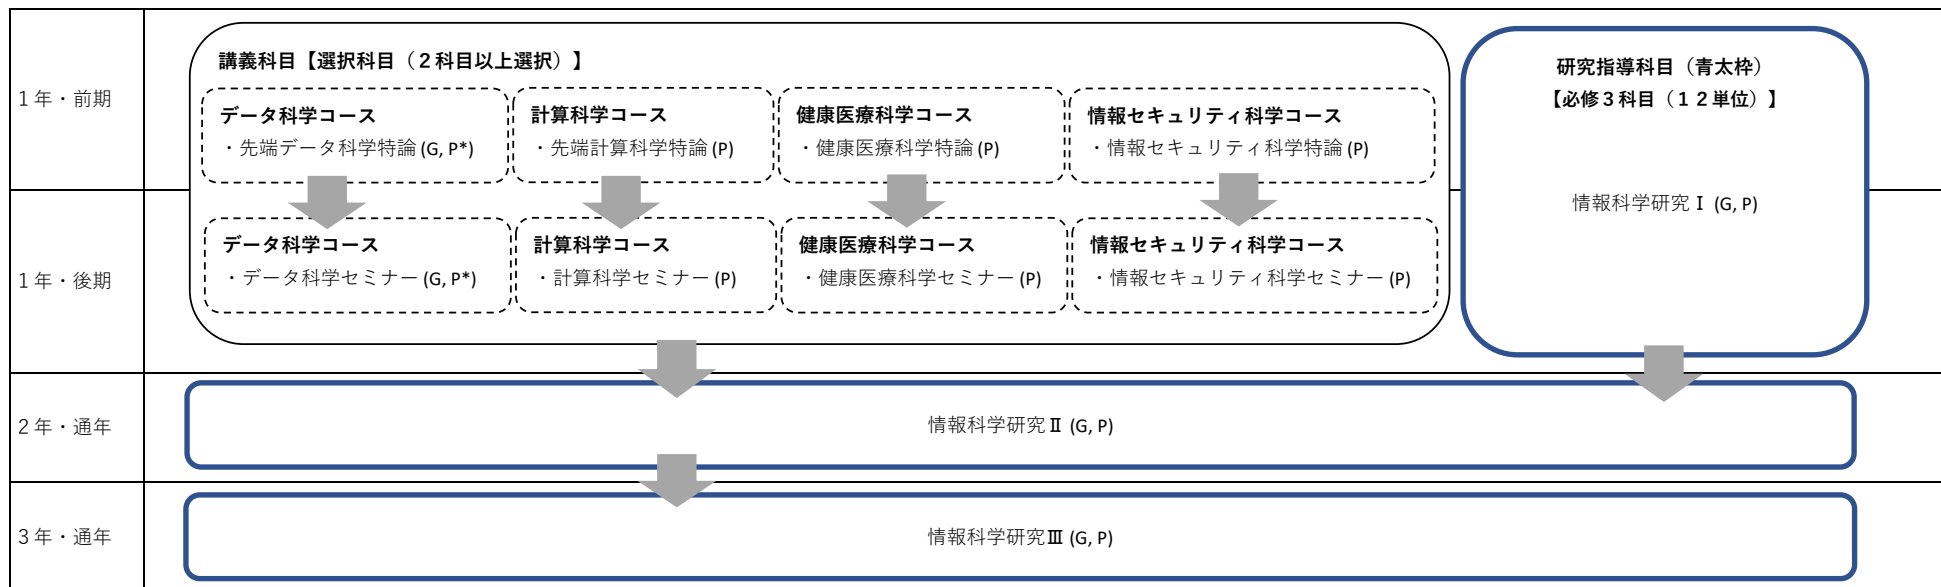 1年・前期
講義科目【選択科目（２科目以上選択）】
データ科学コース
・先端データ科学特論 (G, P*)
計算科学コース
・先端計算科学特論 (P)
健康医療科学コース
・健康医療科学特論 (P)
情報セキュリティ科学コース
・情報セキュリティ科学特論 (P)
研究指導科目（青太枠）
【必修３科目（１２単位）】
情報科学研究Ⅰ (G, P)
1年・後期
データ科学コース
・データ科学セミナー (G, P*)
計算科学コース
・計算科学セミナー (P)
健康医療科学コース
・健康医療科学セミナー (P)
情報セキュリティ科学コース
・情報セキュリティ科学セミナー (P)
2年・通年
情報科学研究Ⅱ (G, P)
3年・通年
情報科学研究Ⅲ (G, P)